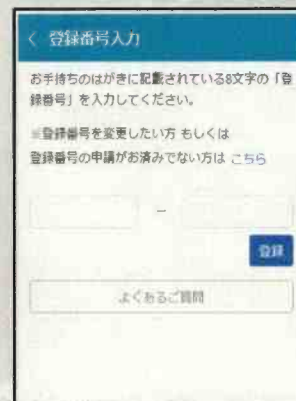 < 登録番号入力
お手持ちのはがきに記載されている8文字の「登
録番号」を入力してください。
※登録番号を変更したい方 もしくは
登録番号の申請がお済みでない方は こちら
–
登録
よくあるご質問